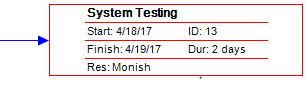 System Testing
Start: 4/18/17 ID: 13
Finish: 4/19/17 Dur: 2 days
Res: Monish